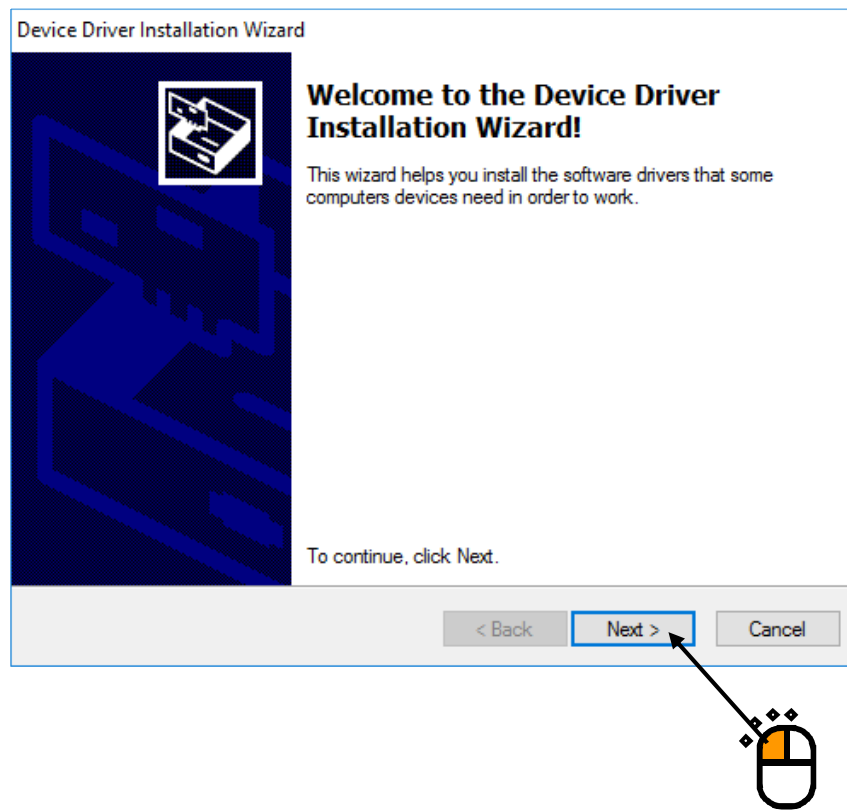 Device Driver Installation Wizard
Welcome to the Device Driver
Installation Wizard!
This wizard helps you install the software drivers that some
computers devices need in order to work.
To continue, click Next.
< Back
Next >
Cancel